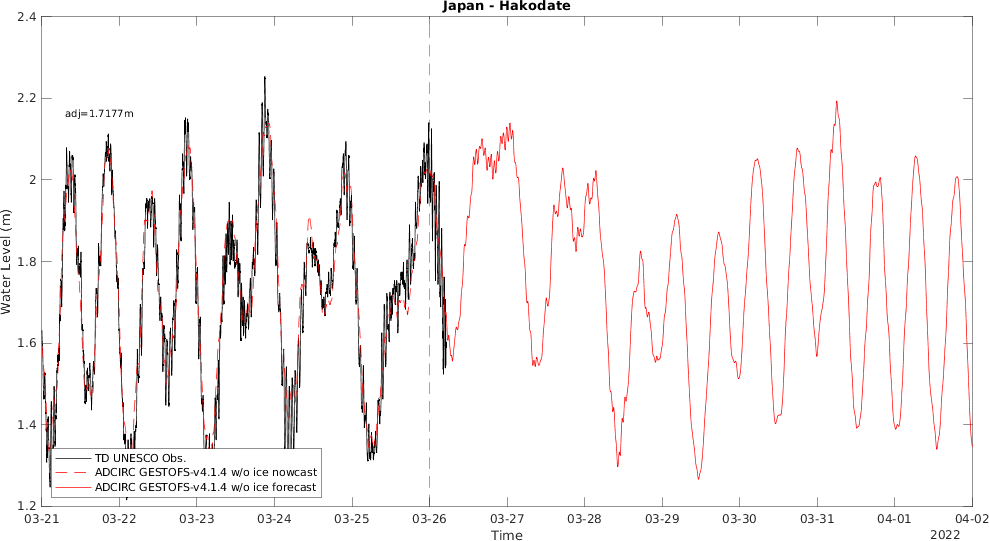 Japan - Hakodate
2.4
2.2
2
1.8
1.6
1.4
1.2
Water Level (m)
adj=1.7177m
TD UNESCO Obs.
ADCIRC GESTOFS-v4.1.4 w/o ice nowcast
ADCIRC GESTOFS-v4.1.4 w/o ice forecast
03-21 03-22 03-23 03-24 03-25 03-26 03-27 03-28 03-29 03-30 03-31 04-01 04-02
Time
2022